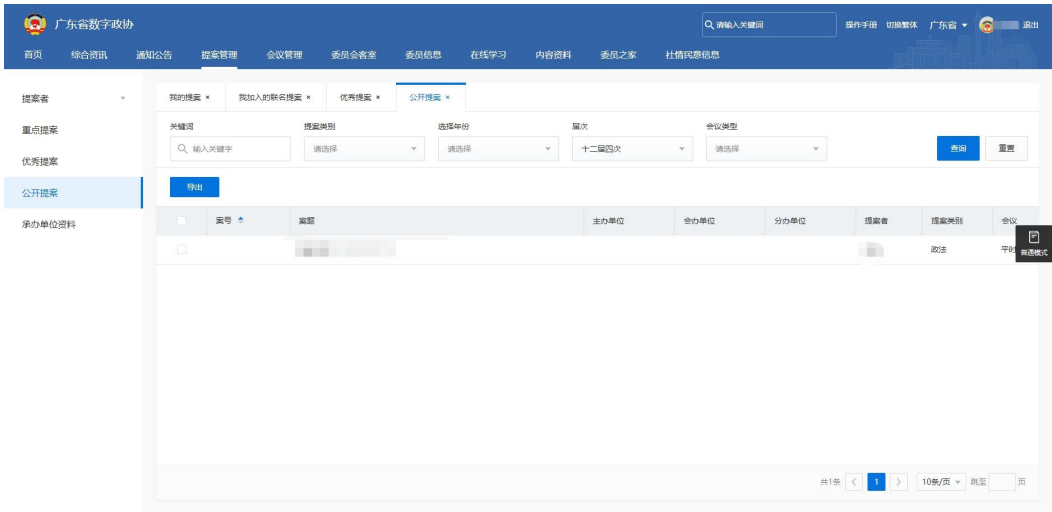 广东省数字政协
请输入关键词
操作手册 切换繁体 广东省 退出
首页 综合资讯 通知公告 提案管理 会议管理 委员会客室 委员信息 在线学习 内容资料 委员之家 社情民意信息
提案者
重点提案
优秀提案
公开提案
承办单位资料
我的提案 × 我加入的联名提案 × 优秀提案 × 公开提案 ×
关键词 提案类别 选择年份 届次 会议类型
输入关键字 请选择 请选择 十二届四次 请选择 查询 重置
导出
案号 案题 主办单位 会办单位 分办单位 提案者 提案类别 会议
政法 平时
普通模式
共1条 < 1 > 10条/页 跳至 页